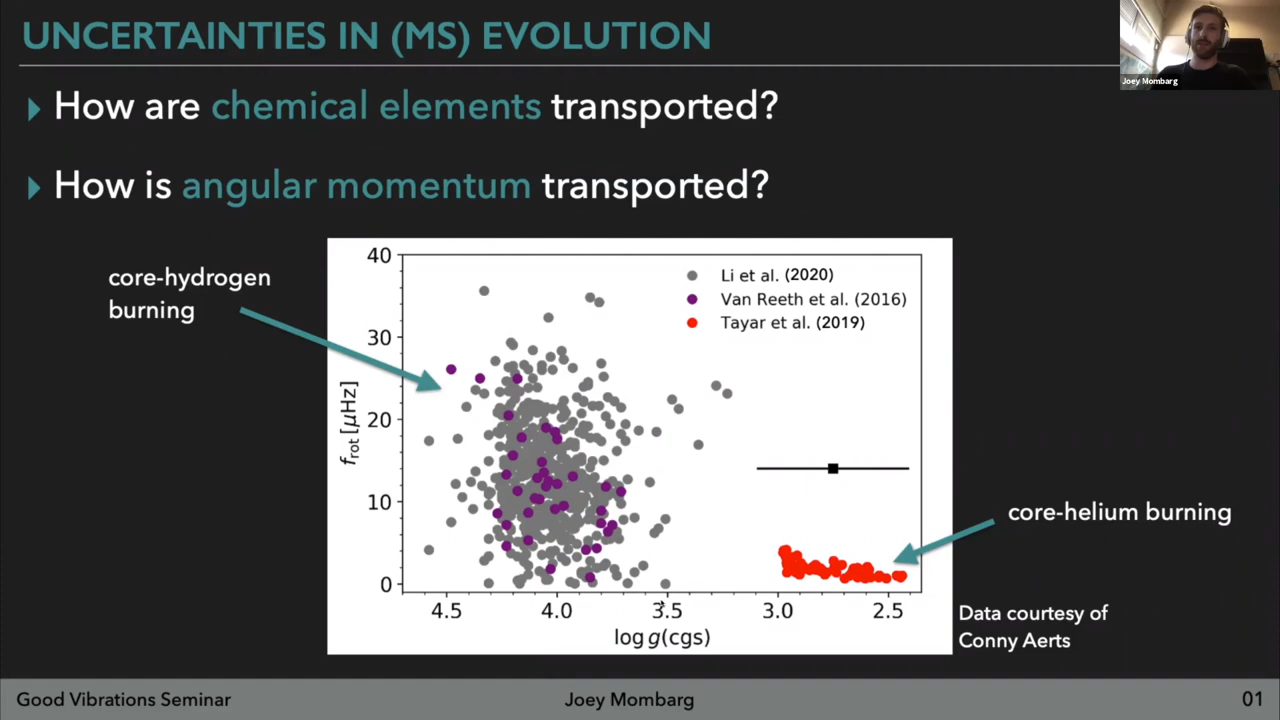 UNCERTAINTIES IN (MS) EVOLUTION
Joey Mombarg
How are chemical elements transported?
How is angular momentum transported?
core-hydrogen
burning
40
30
20
10
0
f_rot [μHz]
Li et al. (2020)
Van Reeth et al. (2016)
Tayar et al. (2019)
4.5 4.0 3.5 3.0 2.5
log g(cgs)
core-helium burning
Data courtesy of
Conny Aerts
Good Vibrations Seminar Joey Mombarg 01